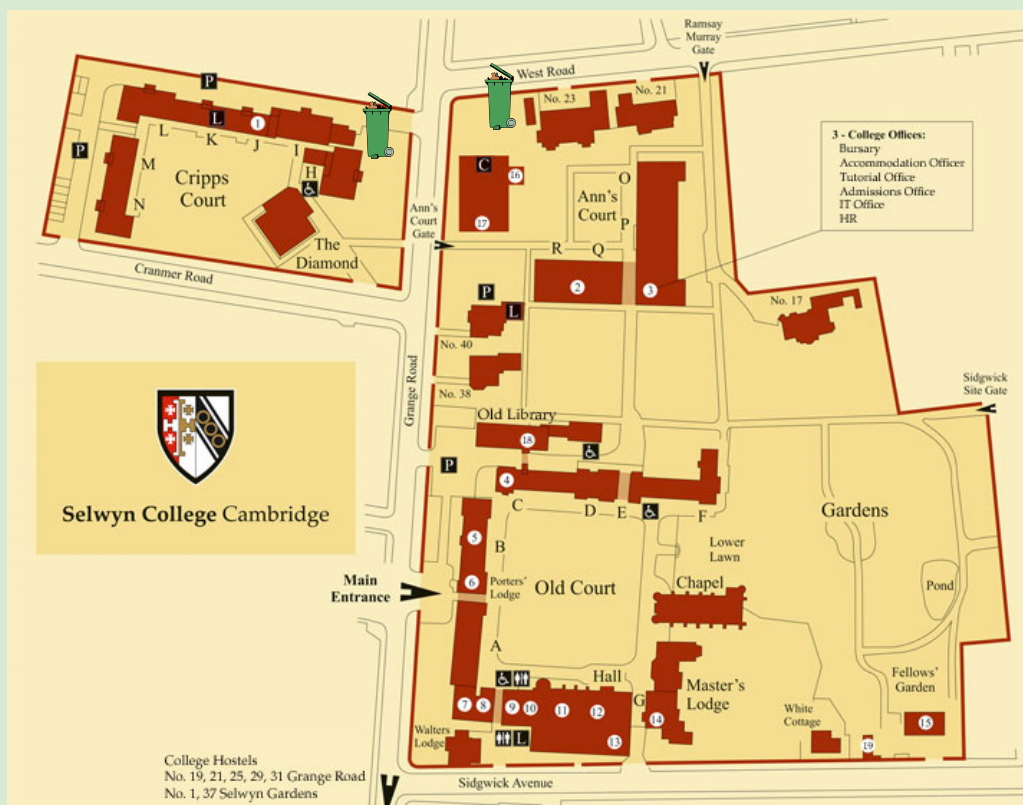 Ramsay
Murray
Gate
West Road
No. 23
No. 21
P
P
L
1
L
K
J
I
M
N
H
Cripps
Court
The
Diamond
Cranmer Road
C
16
17
O
Ann's
Court
P
Ann's
Court
Gate
R
Q
2
3
3 - College Offices:
Bursary
Accommodation Officer
Tutorial Office
Admissions Office
IT Office
HR
P
L
No. 40
No. 38
No. 17
Grange Road
Sidgwick
Site Gate
Selwyn College Cambridge
Old Library
18
P
4
C
D
E
F
5
B
6
Porters'
Lodge
Main
Entrance
Old Court
Lower
Lawn
Chapel
Gardens
Pond
A
Hall
7
8
9
10
11
12
13
G
14
Master's
Lodge
L
Walters
Lodge
White
Cottage
Fellows'
Garden
15
19
College Hostels
No. 19, 21, 25, 29, 31 Grange Road
No. 1, 37 Selwyn Gardens
Sidgwick Avenue